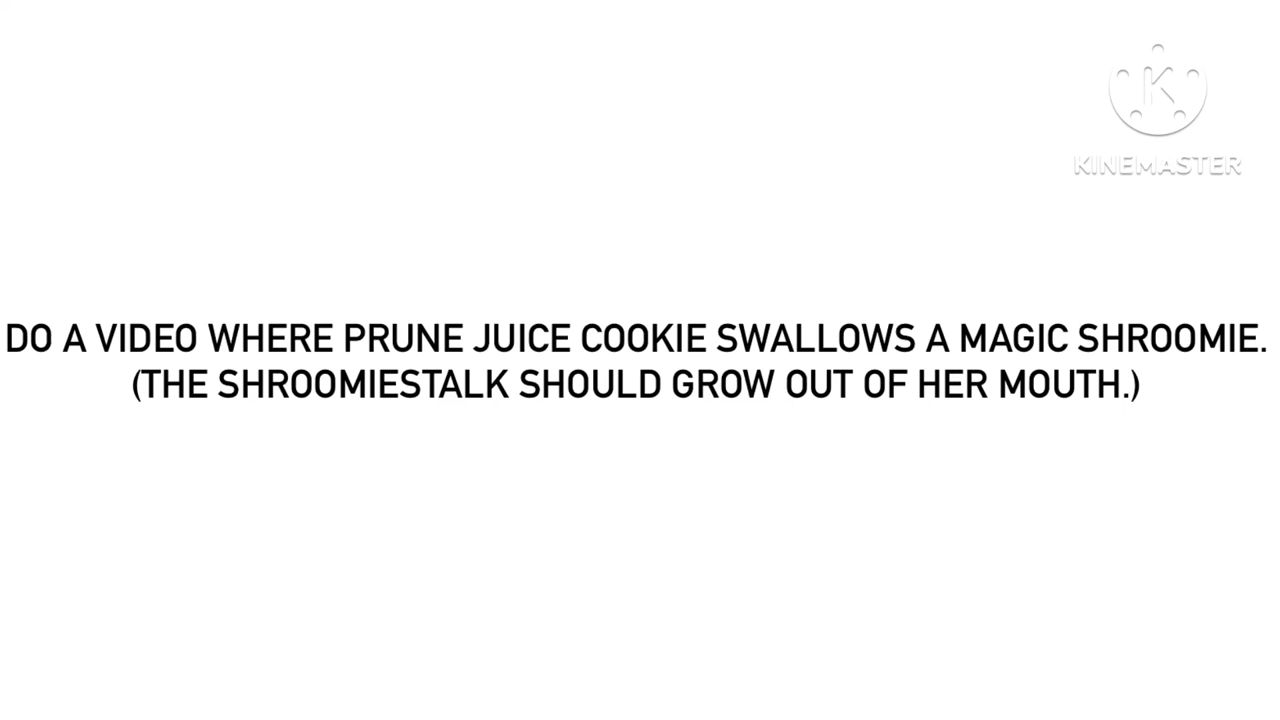 K
KINEMASTER
DO A VIDEO WHERE PRUNE JUICE COOKIE SWALLOWS A MAGIC SHROOMIE.
(THE SHROOMIESTALK SHOULD GROW OUT OF HER MOUTH.)